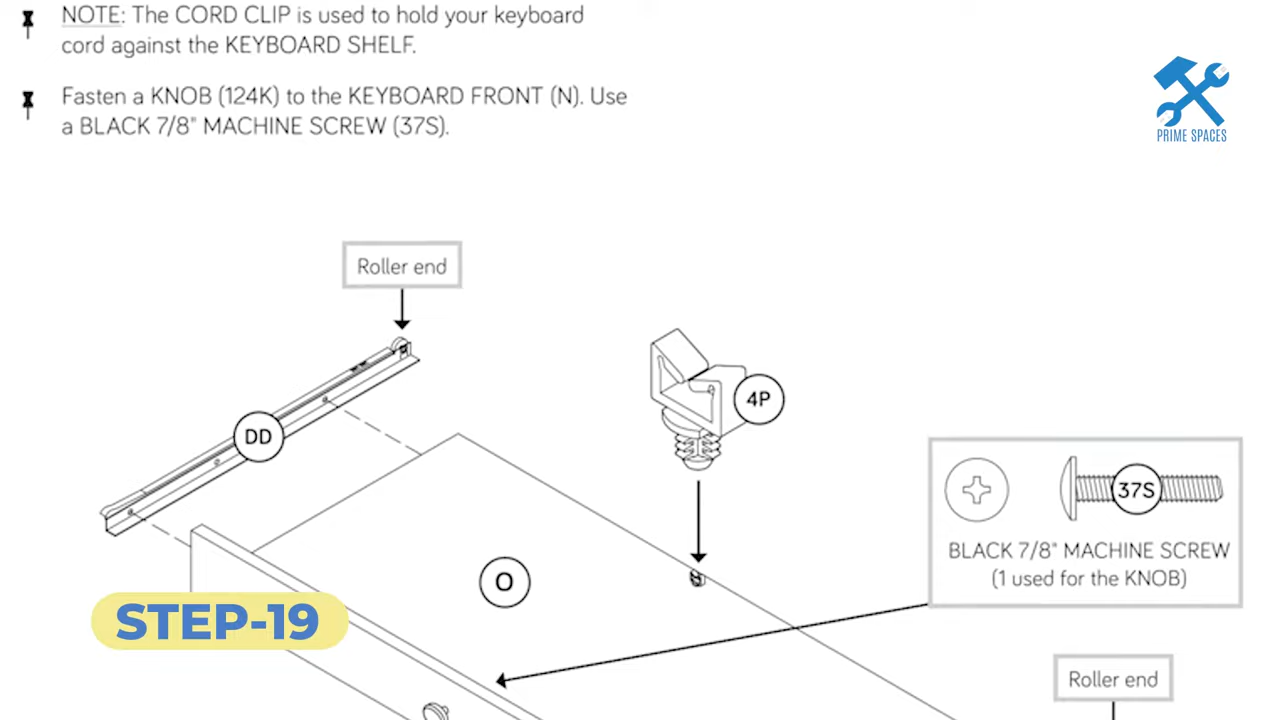 NOTE: The CORD CLIP is used to hold your keyboard
cord against the KEYBOARD SHELF.
Fasten a KNOB (124K) to the KEYBOARD FRONT (N). Use
a BLACK 7/8" MACHINE SCREW (37S).
PRIME SPACES
Roller end
4P
DD
37S
BLACK 7/8" MACHINE SCREW
(1 used for the KNOB)
O
STEP-19
Roller end